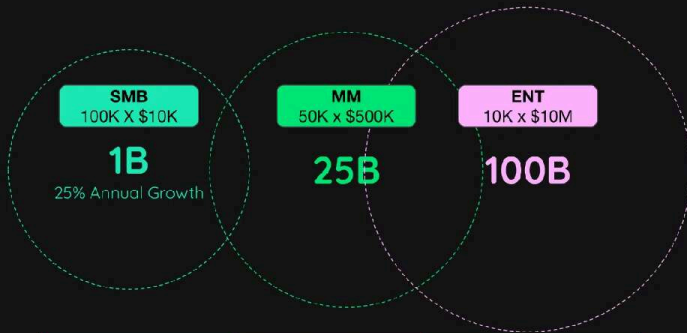 SMB
100K X $10K
1B
25% Annual Growth
MM
50K x $500K
25B
ENT
10K x $10M
100B